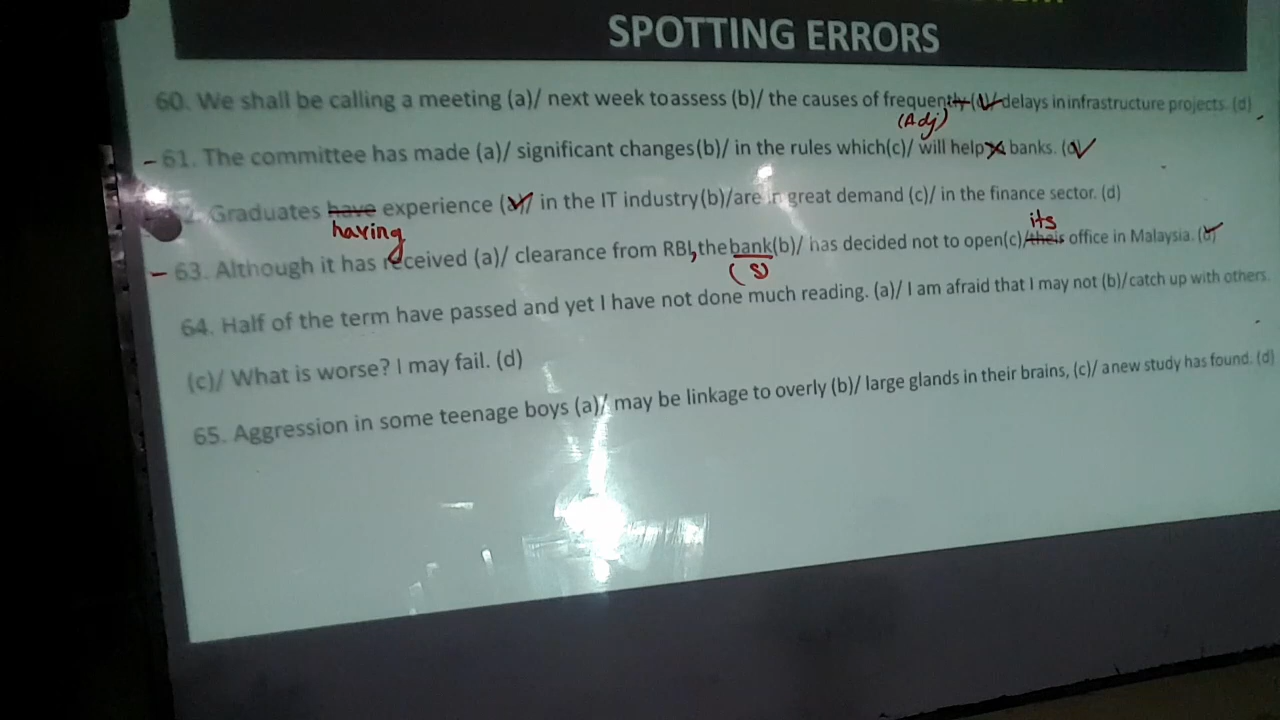 SPOTTING ERRORS
60. We shall be calling a meeting (a)/ next week to assess (b)/ the causes of frequently (c)/ delays in infrastructure projects. (d)
(Adj)
– 61. The committee has made (a)/ significant changes (b)/ in the rules which (c)/ will help banks. (d)
Graduates have experience (a)/ in the IT industry (b)/are in great demand (c)/ in the finance sector. (d)
having
its
– 63. Although it has received (a)/ clearance from RBI, the bank (b)/ has decided not to open (c)/ their office in Malaysia. (d)
(S)
64. Half of the term have passed and yet I have not done much reading. (a)/ I am afraid that I may not (b)/ catch up with others.
(c)/ What is worse? I may fail. (d)
65. Aggression in some teenage boys (a)/ may be linkage to overly (b)/ large glands in their brains, (c)/ a new study has found. (d)